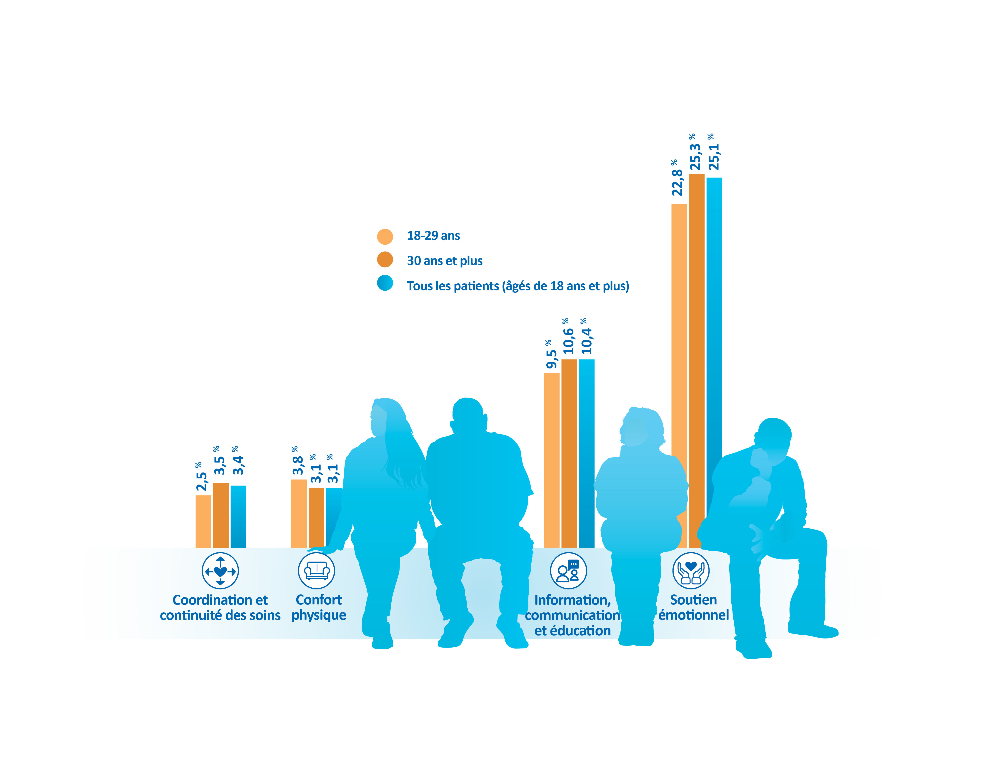 18-29 ans
30 ans et plus
Tous les patients (âgés de 18 ans et plus)
2,5 %
3,5 %
3,4 %
3,8 %
3,1 %
3,1 %
9,5 %
10,6 %
10,4 %
22,8 %
25,3 %
25,1 %
Coordination et
continuité des soins
Confort
physique
Information,
communication
et éducation
Soutien
émotionnel